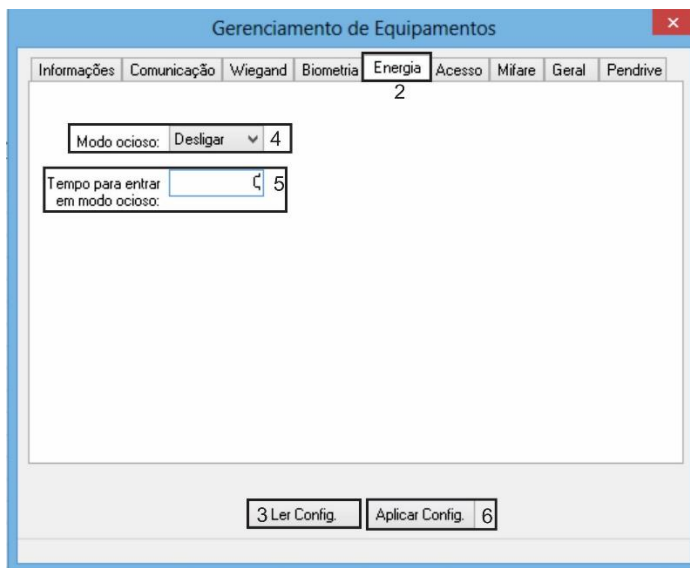 Gerenciamento de Equipamentos
Informações Comunicação Wiegand Biometria Energia Acesso Mifare Geral Pendrive
2
Modo ocioso: Desligar 4
Tempo para entrar 5
em modo ocioso:
3 Ler Config. Aplicar Config. 6